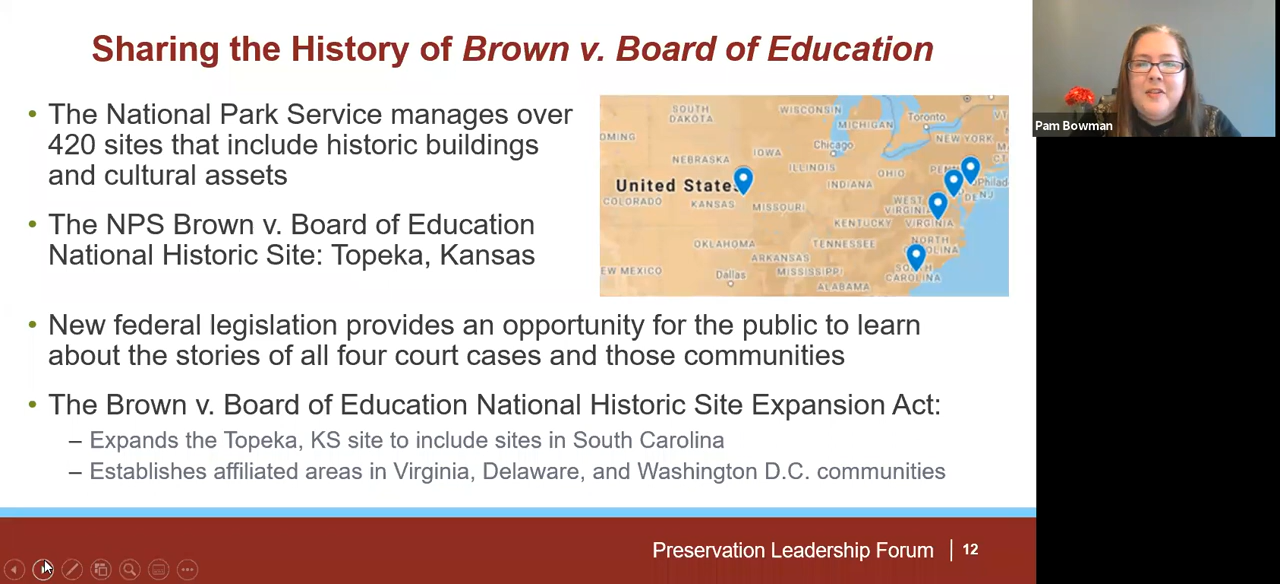 Sharing the History of Brown v. Board of Education
• The National Park Service manages over
420 sites that include historic buildings
and cultural assets
• The NPS Brown v. Board of Education
National Historic Site: Topeka, Kansas
SOUTH
DAKOTA
WISCONSIN
MICHIGAN
Toronto
VT
OMING
NEW YORK
M
NEBRASKA
IOWA
Chicago
ILLINOIS
OHIO
PENN
CT
United State
INDIANA
Philad
DE
NJ
COLORADO
KANSAS
MISSOURI
WEST
VIRGINIA
KENTUCKY
VIRGINIA
OKLAHOMA
TENNESSEE
NORTH
OLINA
ARKANSAS
EW MEXICO
Dallas
MISSISSIPPI
SO H
CAROLINA
ALABAMA
• New federal legislation provides an opportunity for the public to learn
about the stories of all four court cases and those communities
• The Brown v. Board of Education National Historic Site Expansion Act:
– Expands the Topeka, KS site to include sites in South Carolina
– Establishes affiliated areas in Virginia, Delaware, and Washington D.C. communities
Preservation Leadership Forum | 12
Pam Bowman